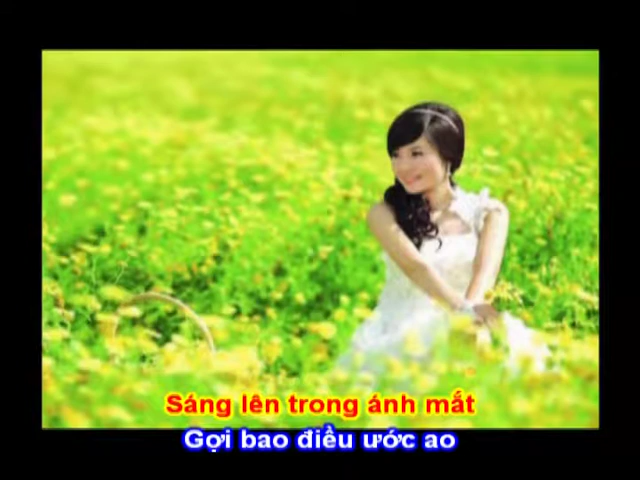 Sáng lên trong ánh mắt
Gợi bao điều ước ao